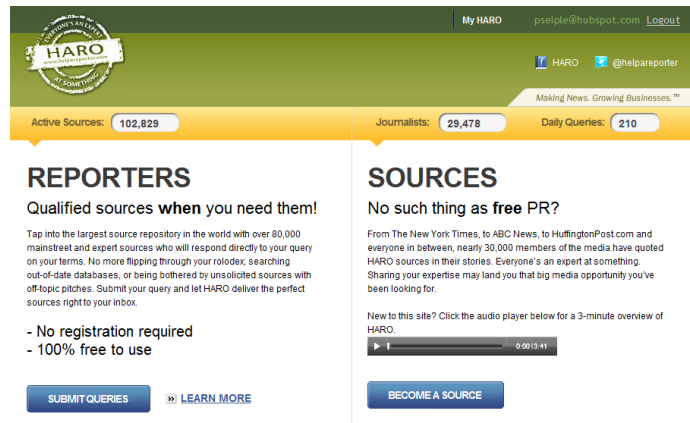 My HARO pseiple@hubspot.com Logout
EVERYONE'S AN EXPERT
HARO
www.helpareporter.com
AT SOMETHING
f HARO @helpareporter
Making News. Growing Businesses.™
Active Sources: 102,829 Journalists: 29,478 Daily Queries: 210
REPORTERS
Qualified sources when you need them!
Tap into the largest source repository in the world with over 80,000
mainstreet and expert sources who will respond directly to your query
on your terms. No more flipping through your rolodex; searching
out-of-date databases, or being bothered by unsolicited sources with
off-topic pitches. Submit your query and let HARO deliver the perfect
sources right to your inbox.
- No registration required
- 100% free to use
SUBMIT QUERIES » LEARN MORE
SOURCES
No such thing as free PR?
From The New York Times, to ABC News, to HuffingtonPost.com and
everyone in between, nearly 30,000 members of the media have quoted
HARO sources in their stories. Everyone's an expert at something.
Sharing your expertise may land you that big media opportunity you've
been looking for.
New to this site? Click the audio player below for a 3-minute overview of
HARO.
0:00|3:41
BECOME A SOURCE